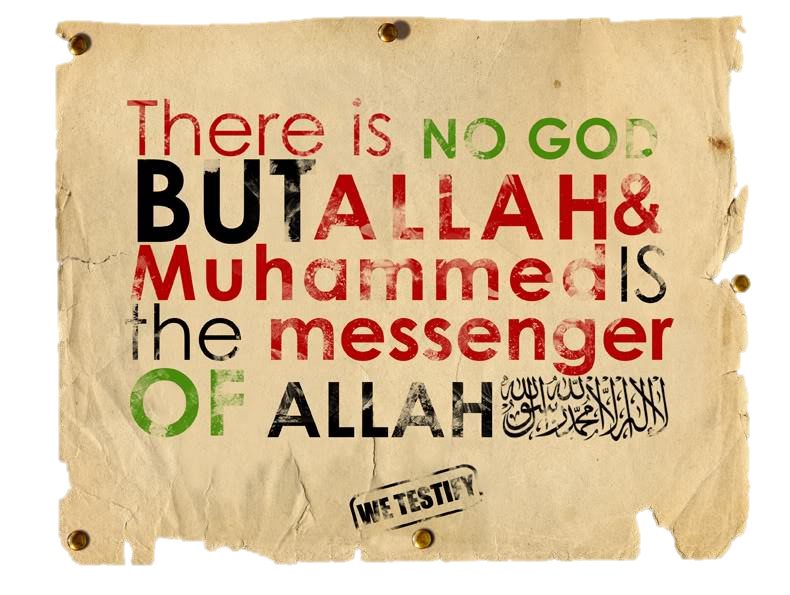 There is NO GOD
BUT ALLAH &
Muhammed IS
the messenger
OF ALLAH لا إله إلا الله محمد رسول الله
WE TESTIFY